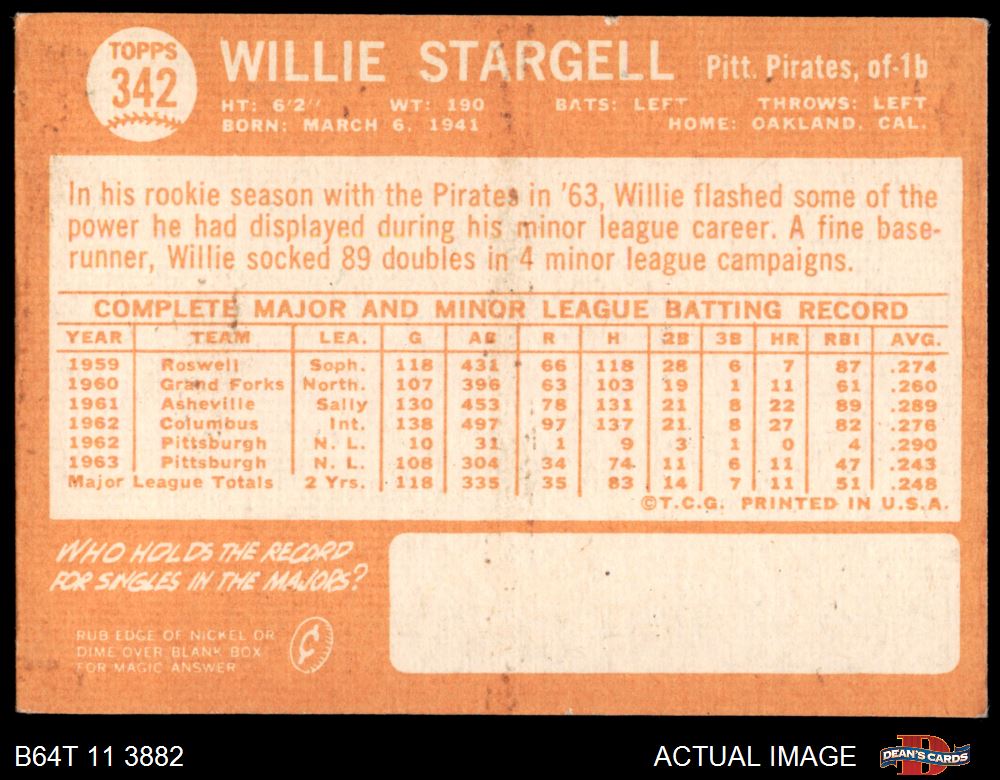 TOPPS
342
WILLIE STARGELL Pitt. Pirates, of-1b
HT: 6'2" WT: 190 BATS: LEFT THROWS: LEFT
BORN: MARCH 6, 1941 HOME: OAKLAND, CAL.
In his rookie season with the Pirates in '63, Willie flashed some of the
power he had displayed during his minor league career. A fine base-
runner, Willie socked 89 doubles in 4 minor league campaigns.
COMPLETE MAJOR AND MINOR LEAGUE BATTING RECORD
YEAR TEAM LEA. G AB R H 2B 3B HR RBI AVG.
1959 Roswell Soph. 118 431 66 118 28 6 7 87 .274
1960 Grand Forks North. 107 396 63 103 19 1 11 61 .260
1961 Asheville Sally 130 453 78 131 21 8 22 89 .289
1962 Columbus Int. 138 497 97 137 21 8 27 82 .276
1962 Pittsburgh N. L. 10 31 1 9 3 1 0 4 .290
1963 Pittsburgh N. L. 108 304 34 74 11 6 11 47 .243
Major League Totals 2 Yrs. 118 335 35 83 14 7 11 51 .248
©T.C.G. PRINTED IN U.S.A.
WHO HOLDS THE RECORD
FOR SINGLES IN THE MAJORS?
RUB EDGE OF NICKEL OR
DIME OVER BLANK BOX
FOR MAGIC ANSWER
B64T 11 3882 ACTUAL IMAGE DEAN'S CARDS